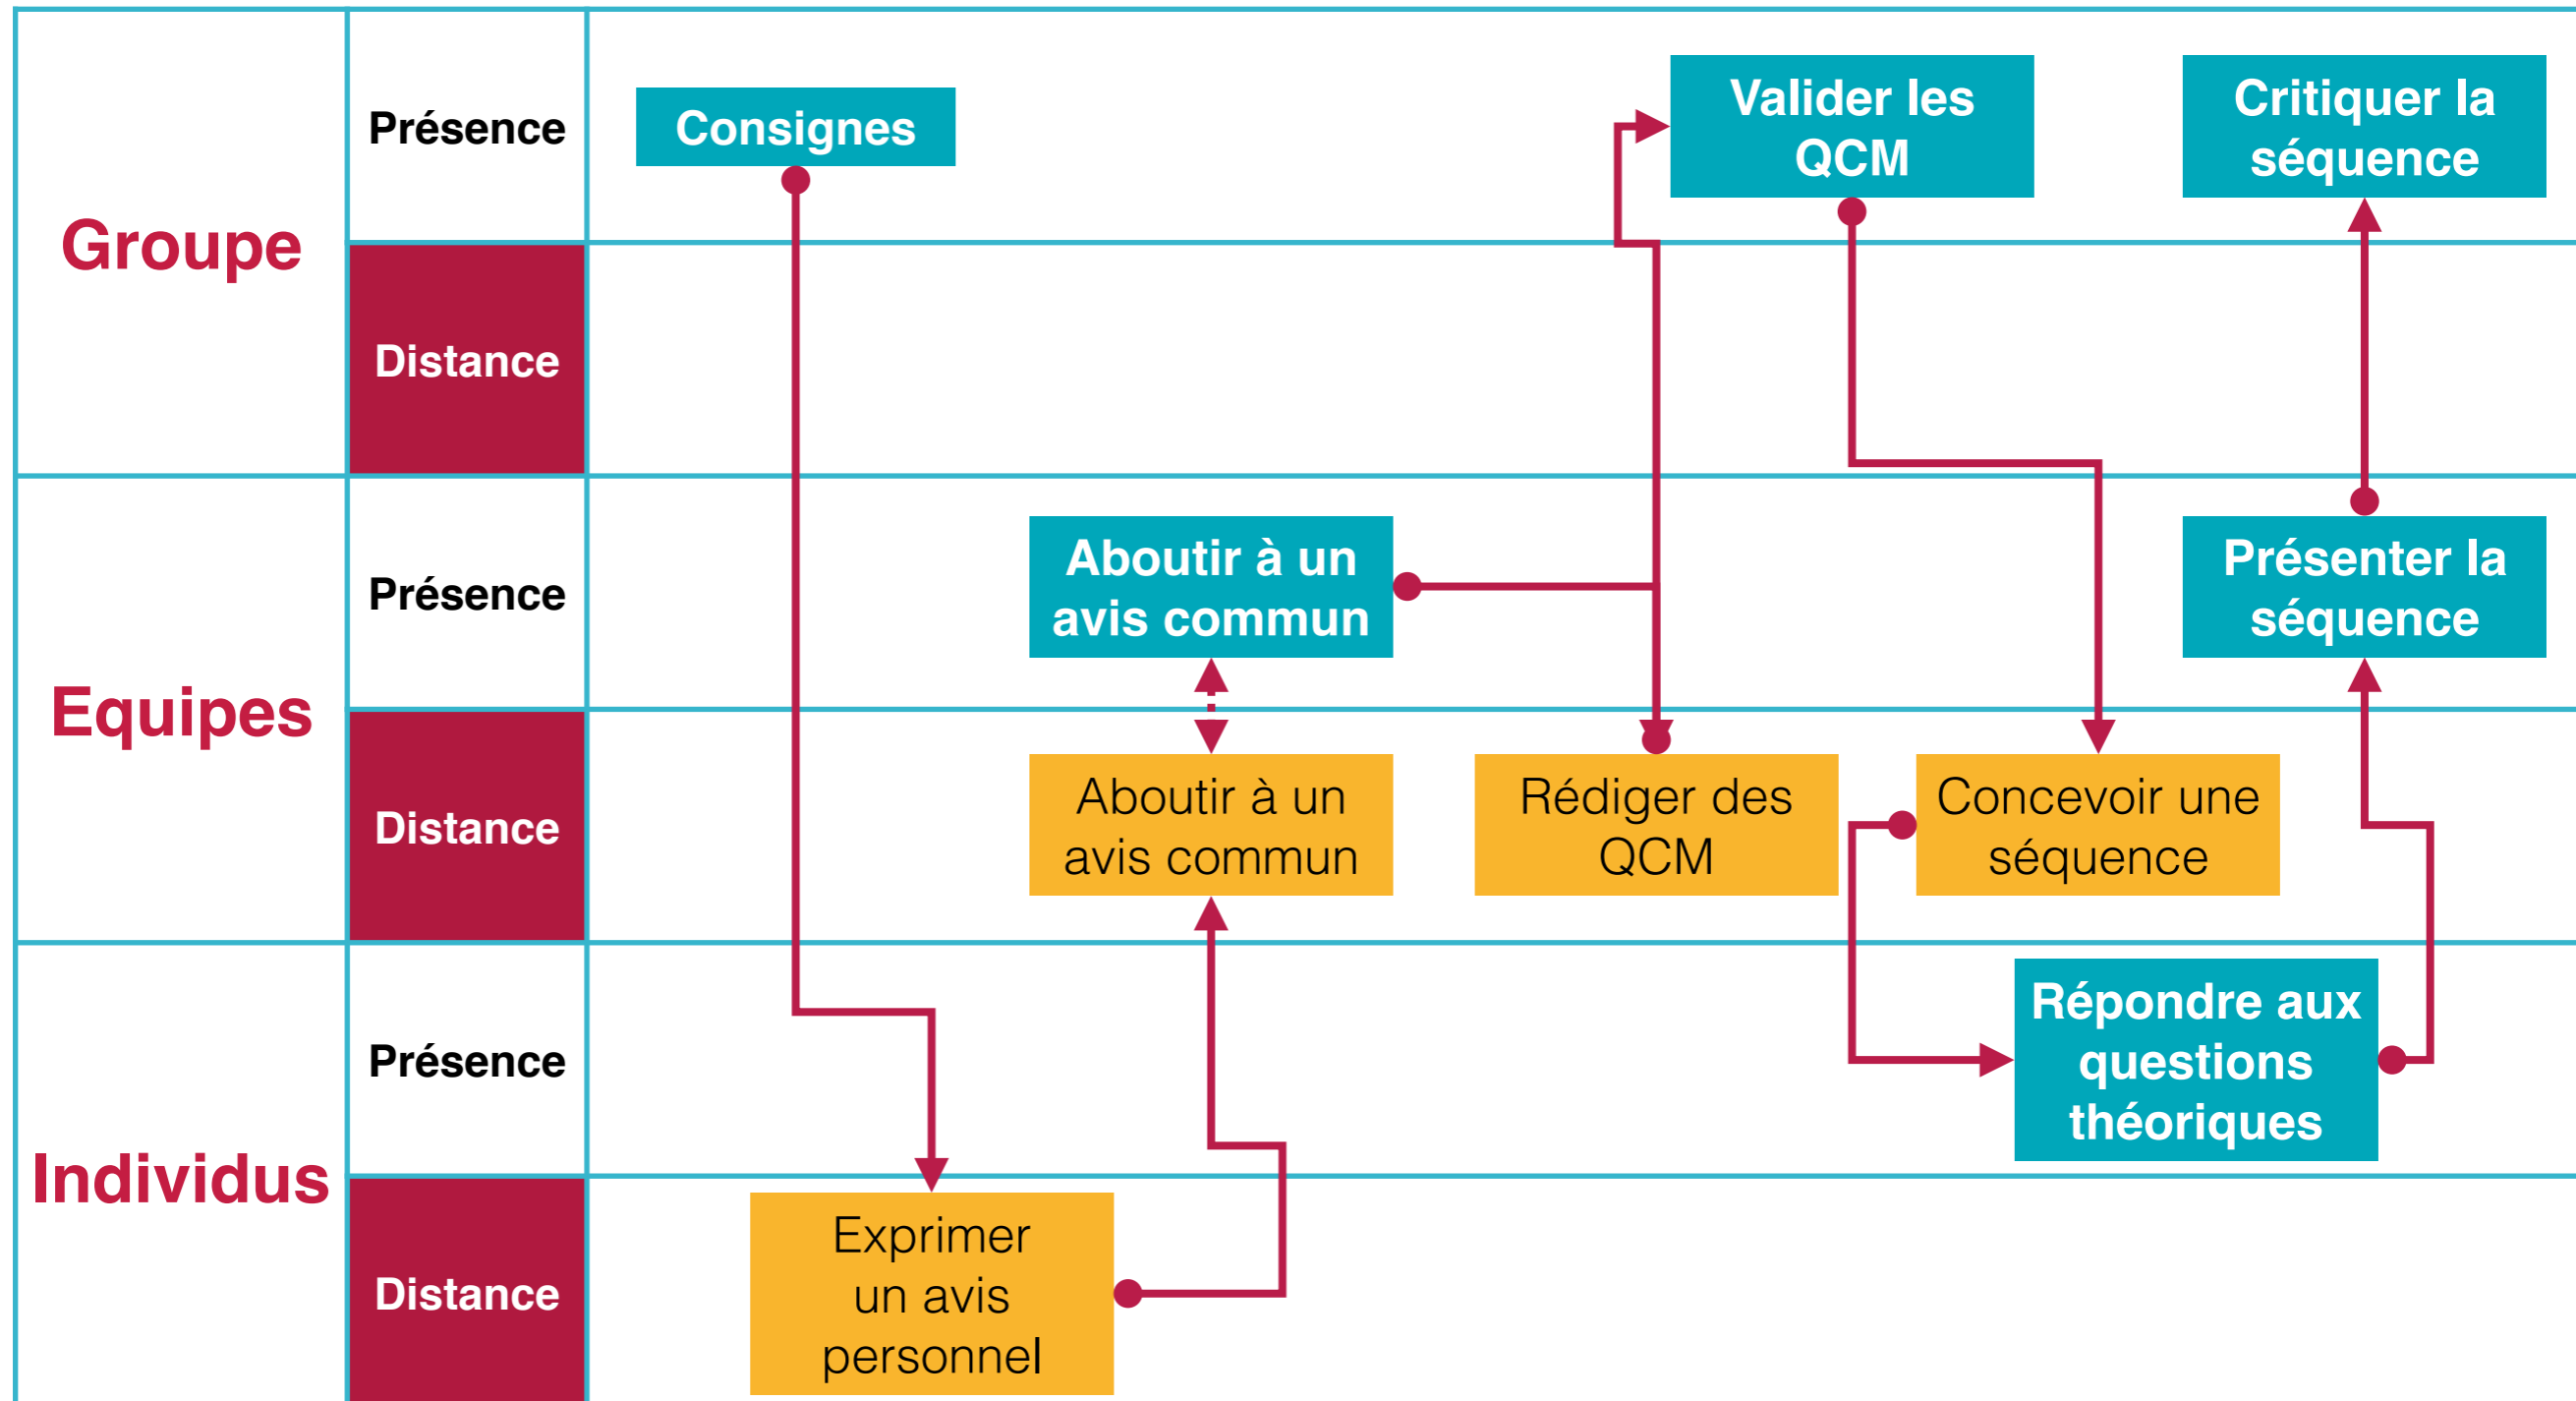 Groupe
Présence
Consignes
Valider les
QCM
Critiquer la
séquence
Distance
Equipes
Présence
Aboutir à un
avis commun
Présenter la
séquence
Distance
Aboutir à un
avis commun
Rédiger des
QCM
Concevoir une
séquence
Individus
Présence
Répondre aux
questions
théoriques
Distance
Exprimer
un avis
personnel